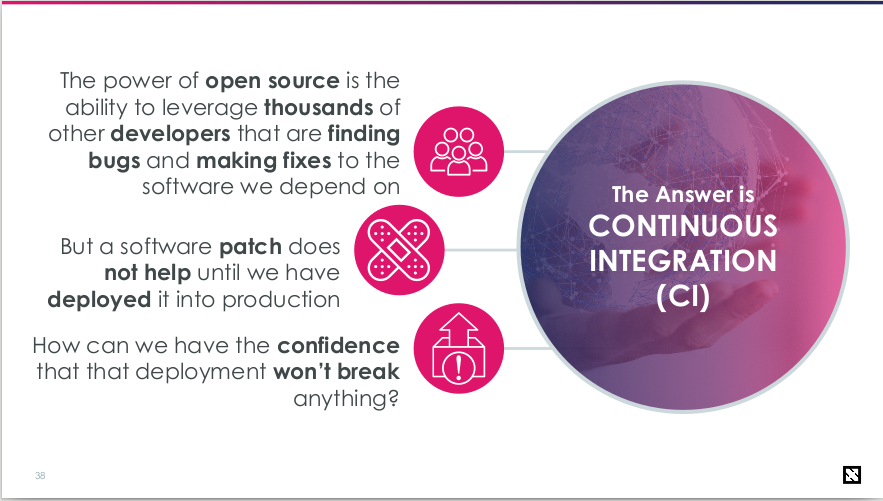 The power of open source is the
ability to leverage thousands of
other developers that are finding
bugs and making fixes to the
software we depend on
But a software patch does
not help until we have
deployed it into production
How can we have the confidence
that that deployment won't break
anything?
The Answer is
CONTINUOUS
INTEGRATION
(CI)
38